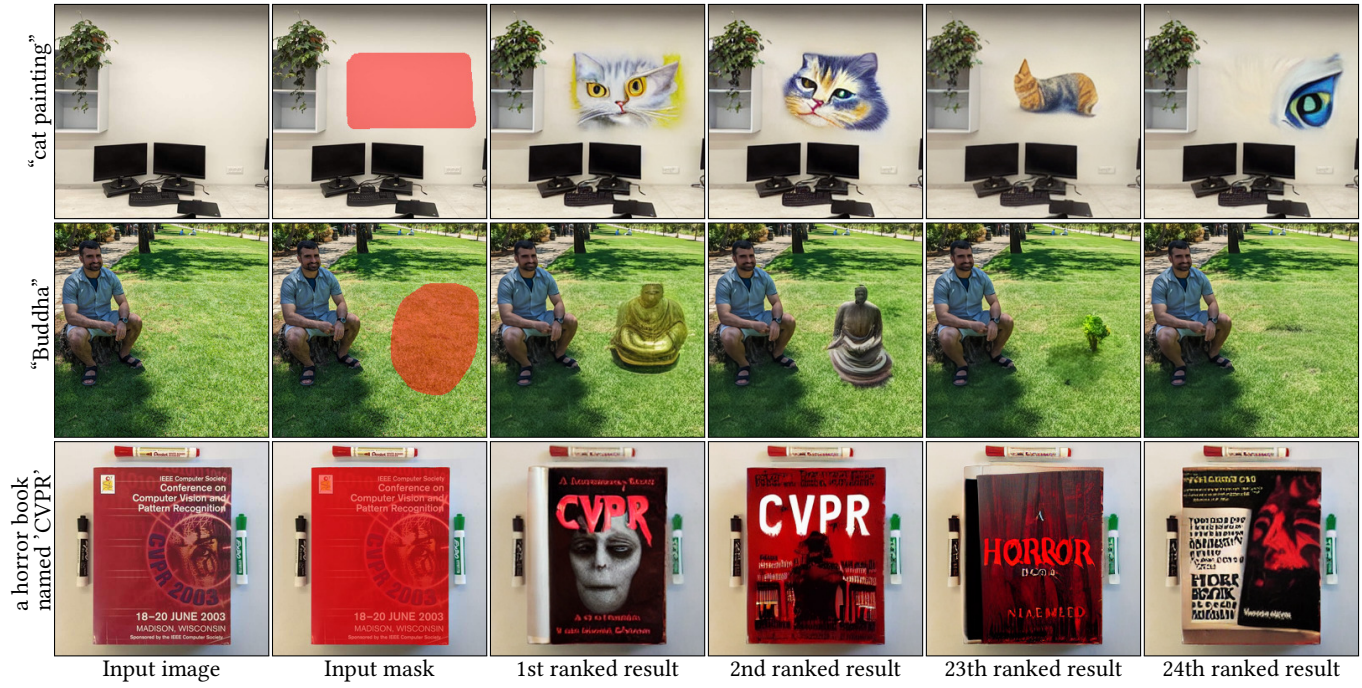 “cat painting”
“Buddha”
a horror book
named ’CVPR’
IEEE Computer Society
Conference on
Computer Vision and
Pattern Recognition
CVPR
2003
18–20 JUNE 2003
MADISON, WISCONSIN
Sponsored by the IEEE Computer Society
IEEE Computer Society
Conference on
Computer Vision and
Pattern Recognition
CVPR
2003
18–20 JUNE 2003
MADISON, WISCONSIN
Sponsored by the IEEE Computer Society
CVPR
CVPR
A
HORROR
Input image
Input mask
1st ranked result
2nd ranked result
23th ranked result
24th ranked result